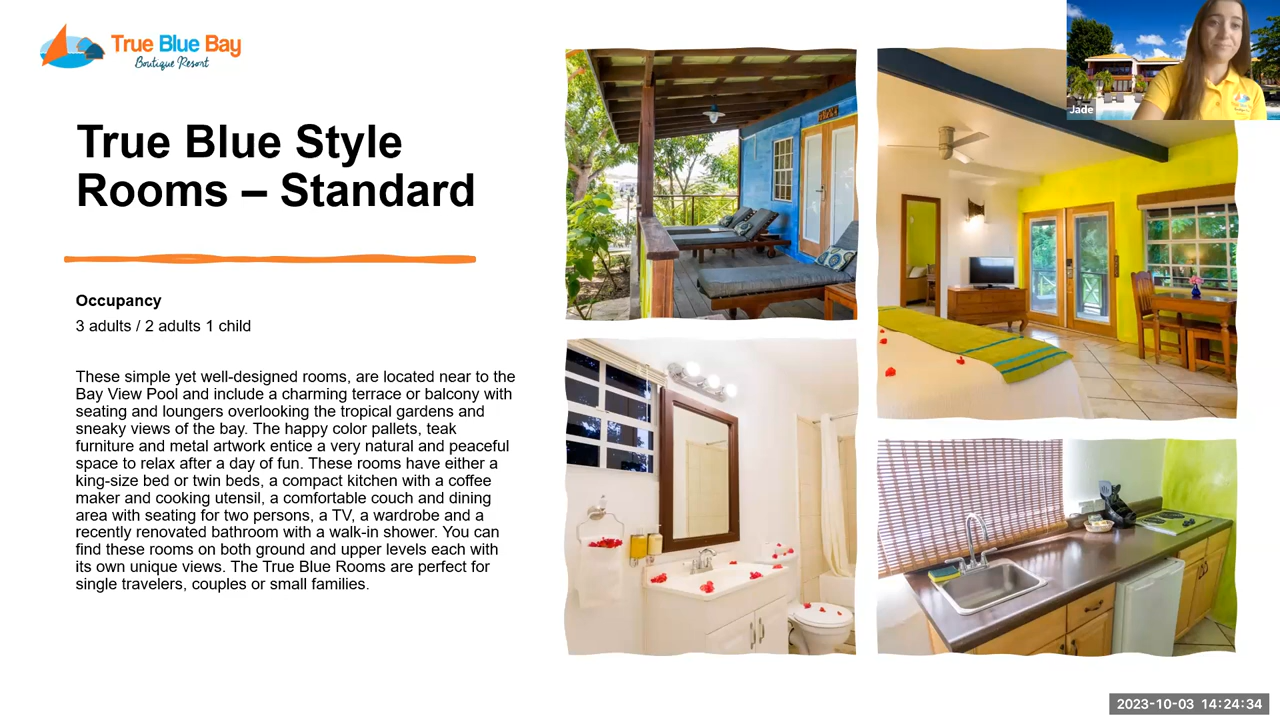 True Blue Bay
Boutique Resort
Jade
True Blue Style
Rooms – Standard
Occupancy
3 adults / 2 adults 1 child
These simple yet well-designed rooms, are located near to the
Bay View Pool and include a charming terrace or balcony with
seating and loungers overlooking the tropical gardens and
sneaky views of the bay. The happy color pallets, teak
furniture and metal artwork entice a very natural and peaceful
space to relax after a day of fun. These rooms have either a
king-size bed or twin beds, a compact kitchen with a coffee
maker and cooking utensil, a comfortable couch and dining
area with seating for two persons, a TV, a wardrobe and a
recently renovated bathroom with a walk-in shower. You can
find these rooms on both ground and upper levels each with
its own unique views. The True Blue Rooms are perfect for
single travelers, couples or small families.
2023-10-03 14:24:34